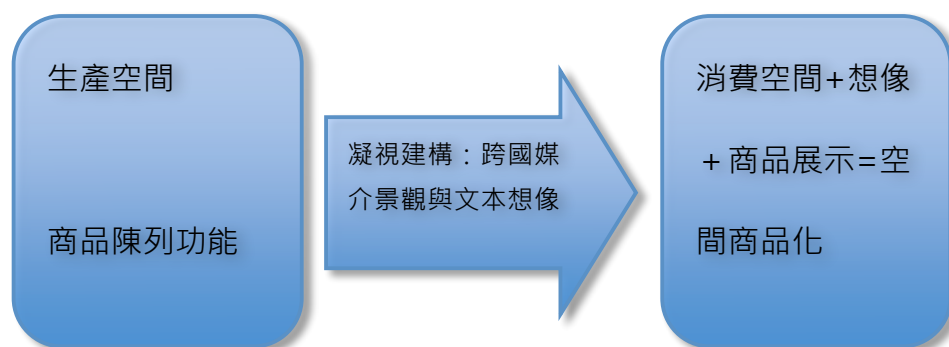 生產空間
商品陳列功能
凝視建構：跨國媒
介景觀與文本想像
消費空間+想像
+商品展示=空
間商品化